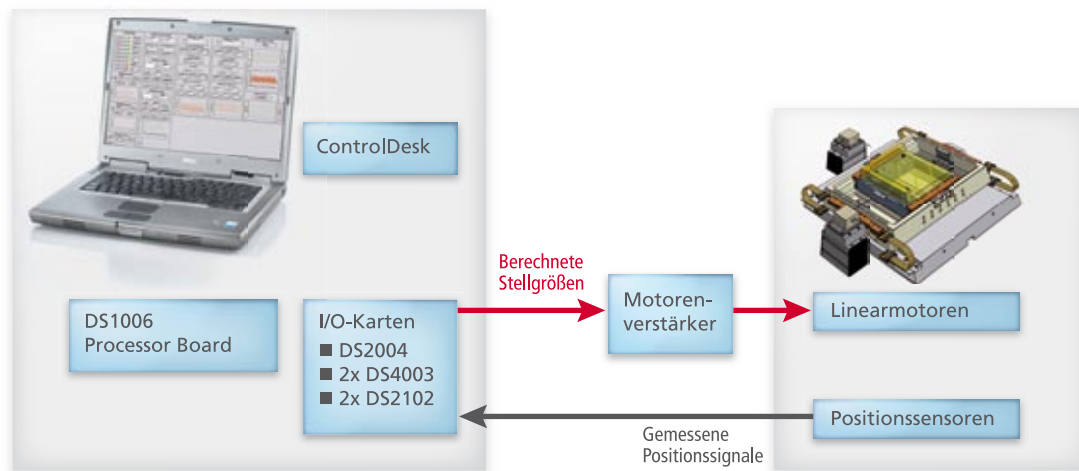 ControlDesk
Berechnete
Stellgrößen
DS1006
Processor Board
I/O-Karten
■ DS2004
■ 2x DS4003
■ 2x DS2102
Motoren-
verstärker
Linearmotoren
Positionssensoren
Gemessene
Positionssignale